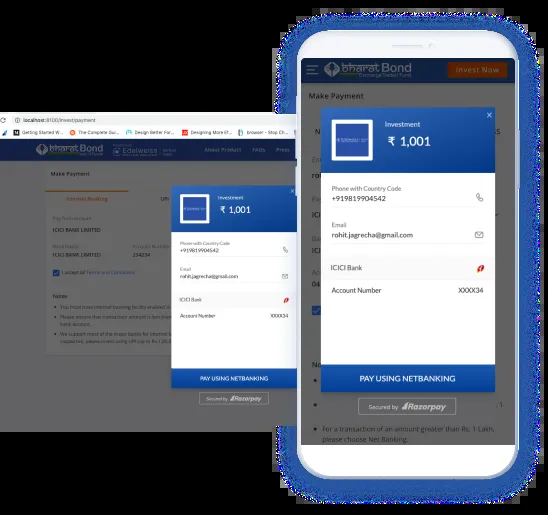 localhost:8100/invest/payment
Getting Started W...
The Complete Gui...
Design Better For...
Designing More Ef...
browser - Stop Ch...
bharat Bond
Edelweiss
About Product
FAQs
Press
Make Payment
Internet Banking
UPI
ICICI BANK LIMITED
ICICI BANK LIMITED
234234
I accept all Terms and Conditions
Notes
Investment
₹ 1,001
Phone with Country Code
+919819904542
Email
rohit.jagrecha@gmail.com
ICICI Bank
Account Number
XXXX34
PAY USING NETBANKING
Secured by Razorpay
bharat Bond
Exchange Traded Fund
Invest Now
Make Payment
Investment
₹ 1,001
Phone with Country Code
+919819904542
Email
rohit.jagrecha@gmail.com
ICICI Bank
Account Number
XXXX34
PAY USING NETBANKING
Secured by Razorpay
For a transaction of an amount greater than Rs. 1 Lakh,
please choose Net Banking.